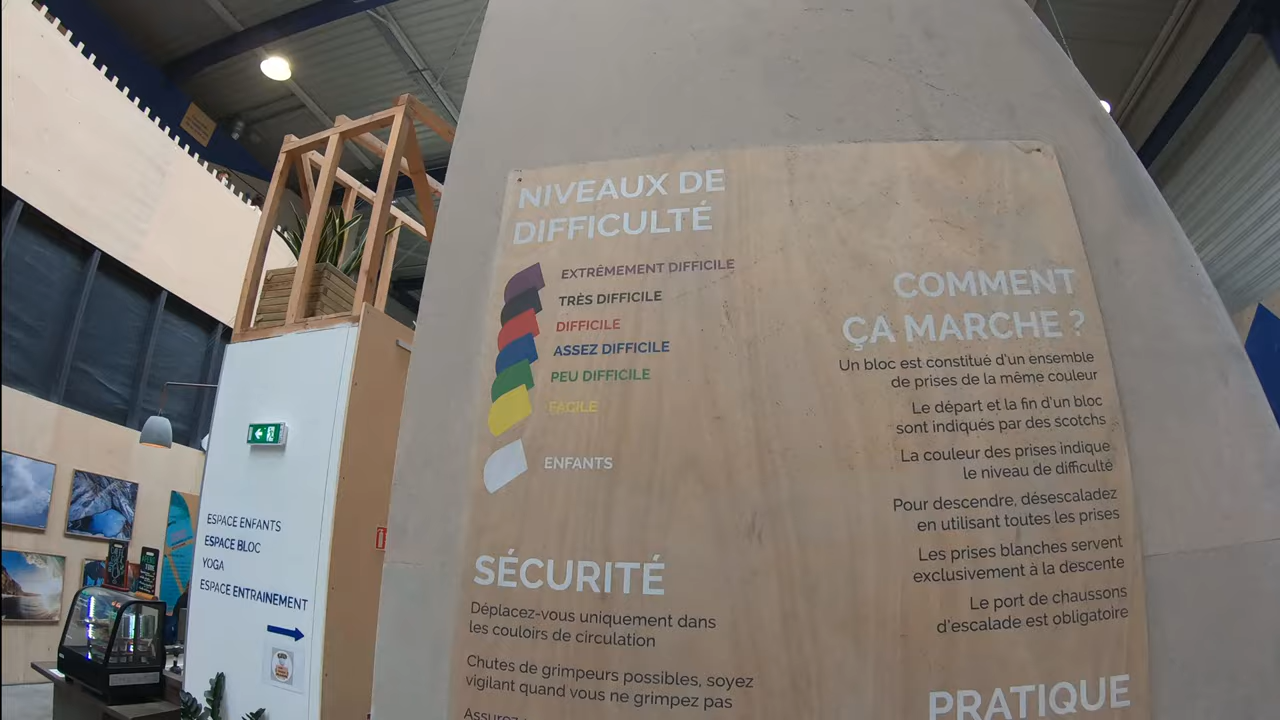 NIVEAUX DE
DIFFICULTÉ
EXTRÊMEMENT DIFFICILE
TRÈS DIFFICILE
DIFFICILE
ASSEZ DIFFICILE
PEU DIFFICILE
FACILE
ENFANTS
SÉCURITÉ
Déplacez-vous uniquement dans
les couloirs de circulation
Chutes de grimpeurs possibles, soyez
vigilant quand vous ne grimpez pas
COMMENT
ÇA MARCHE ?
Un bloc est constitué d'un ensemble
de prises de la même couleur
Le départ et la fin d'un bloc
sont indiqués par des scotchs
La couleur des prises indique
le niveau de difficulté
Pour descendre, désescaladez
en utilisant toutes les prises
Les prises blanches servent
exclusivement à la descente
Le port de chaussons
d'escalade est obligatoire
PRATIQUE
ESPACE ENFANTS
ESPACE BLOC
YOGA
ESPACE ENTRAINEMENT